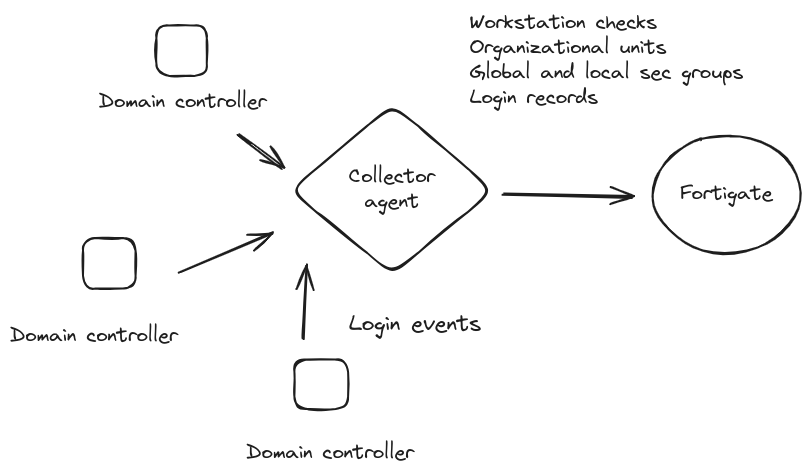 Workstation checks
Organizational units
Global and local sec groups
Login records
Domain controller
Collector
agent
Fortigate
Domain controller
Login events
Domain controller